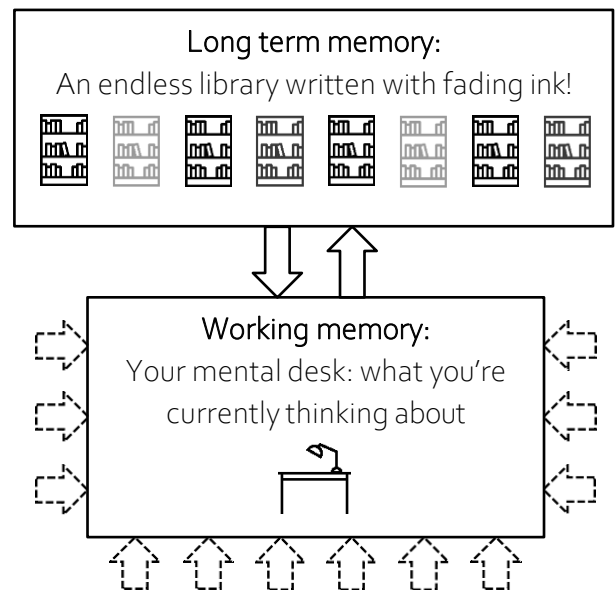 Long term memory:
An endless library written with fading ink!
Working memory:
Your mental desk: what you’re
currently thinking about